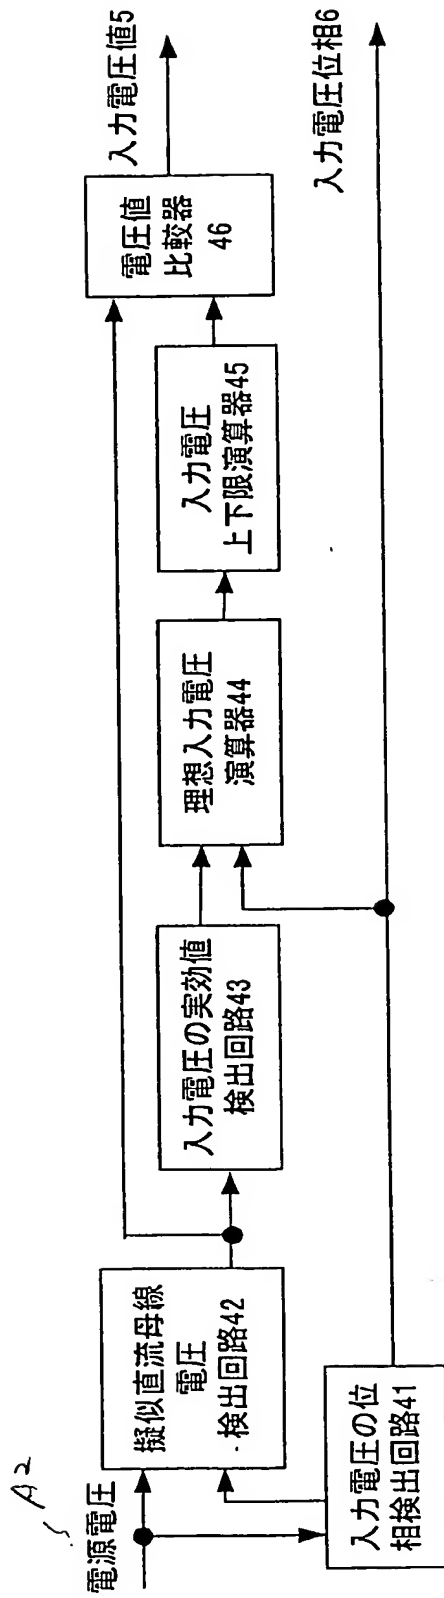 A2
電源電圧
擬似直流母線
電圧
検出回路42
入力電圧の位
相検出回路41
入力電圧の実効値
検出回路43
理想入力電圧
演算器44
入力電圧
上下限演算器45
電圧値
比較器
46
入力電圧値5
入力電圧位相6